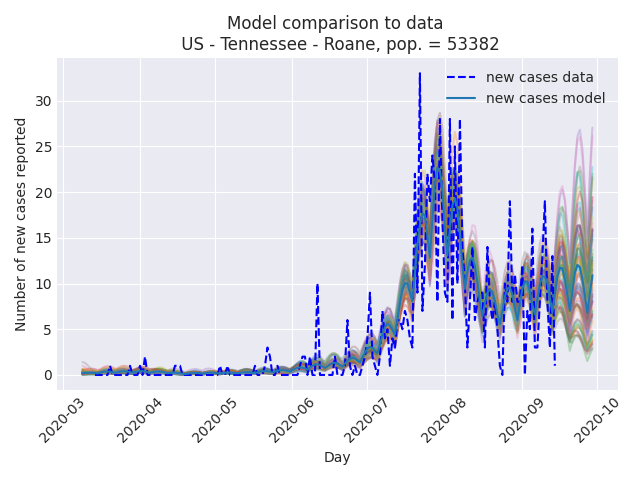 Model comparison to data
US - Tennessee - Roane, pop. = 53382
new cases data
new cases model
Number of new cases reported
30
25
20
15
10
5
0
2020-03
2020-04
2020-05
2020-06
2020-07
2020-08
2020-09
2020-10
Day